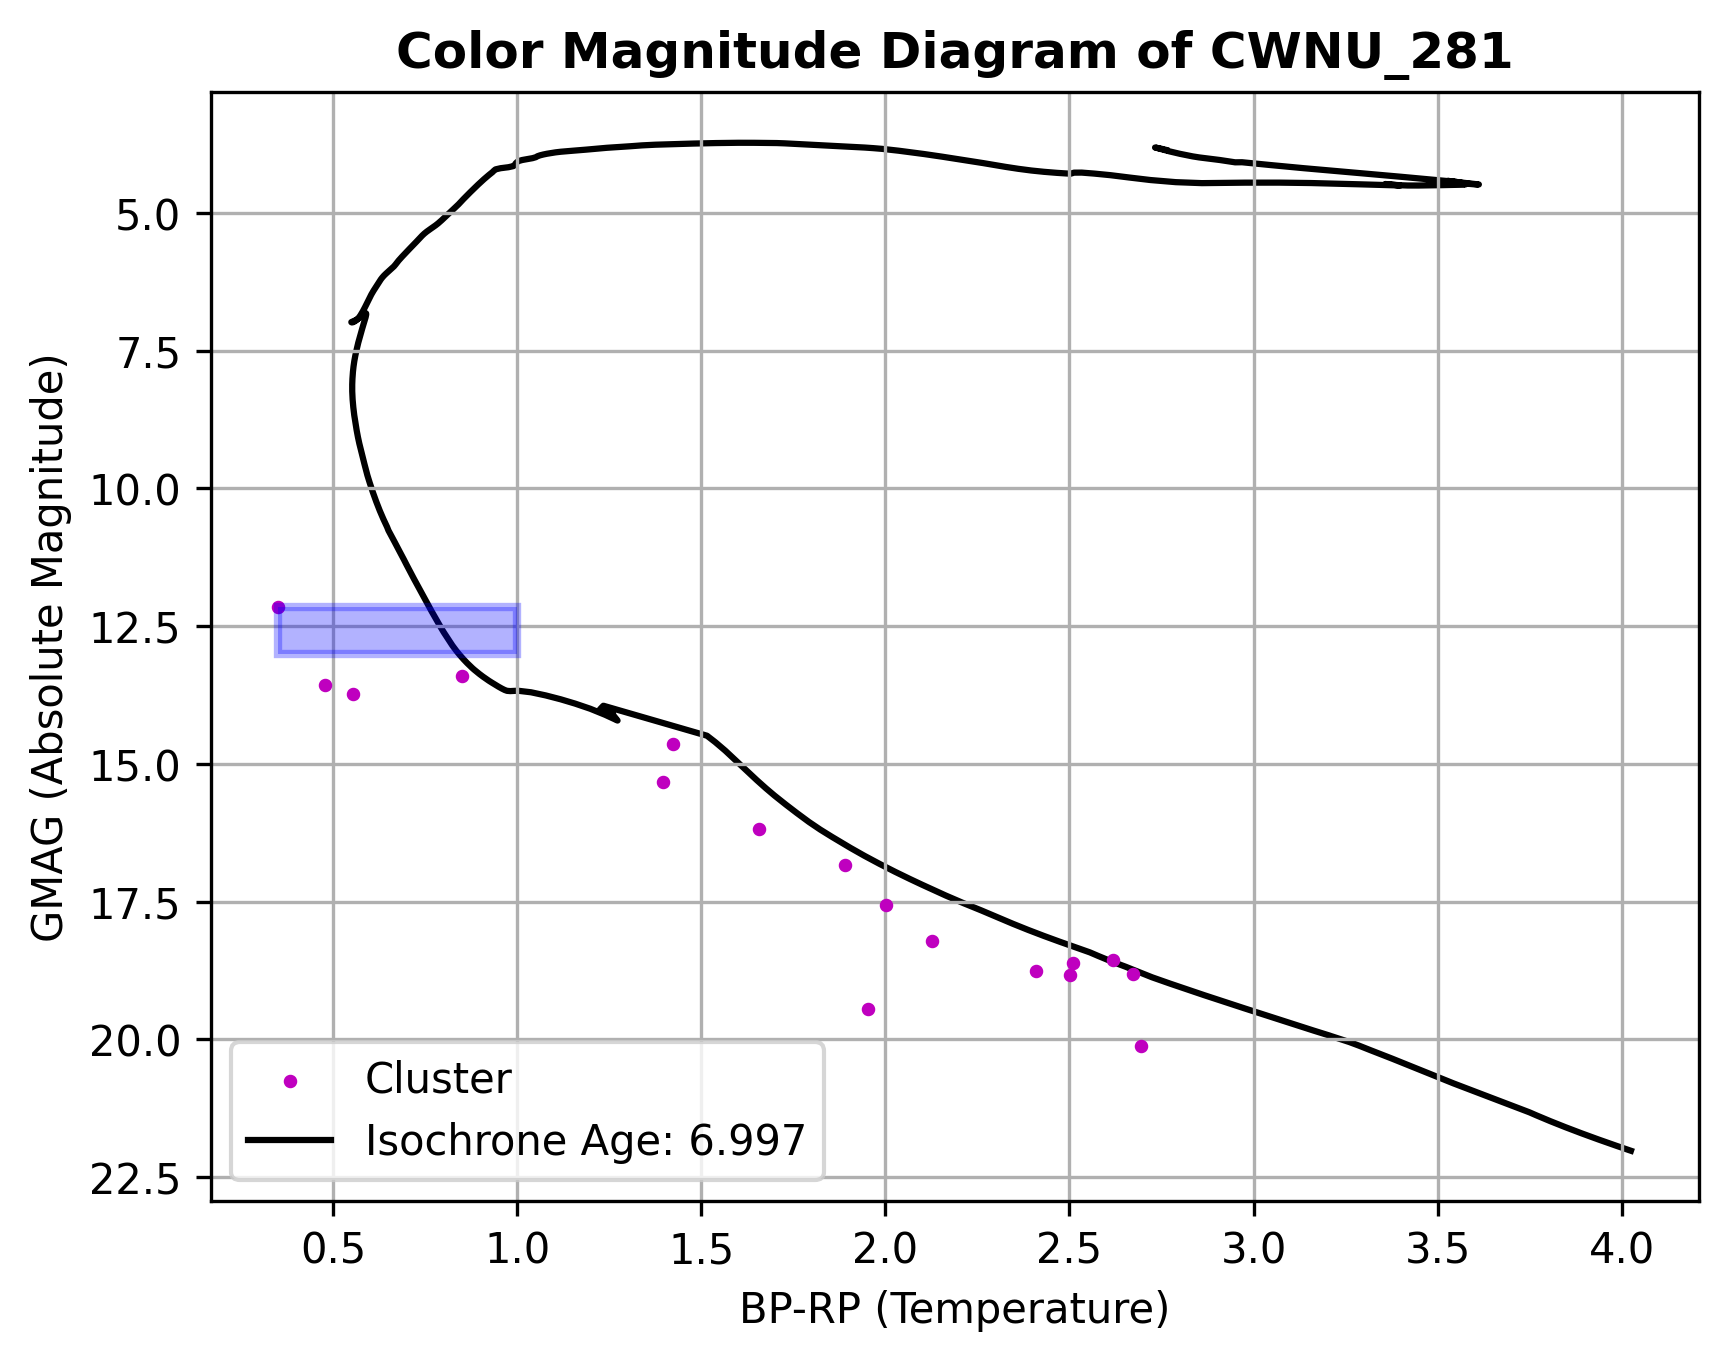 Color Magnitude Diagram of CWNU_281
GMAG (Absolute Magnitude)
5.0
7.5
10.0
12.5
15.0
17.5
20.0
22.5
Cluster
Isochrone Age: 6.997
0.5 1.0 1.5 2.0 2.5 3.0 3.5 4.0
BP-RP (Temperature)